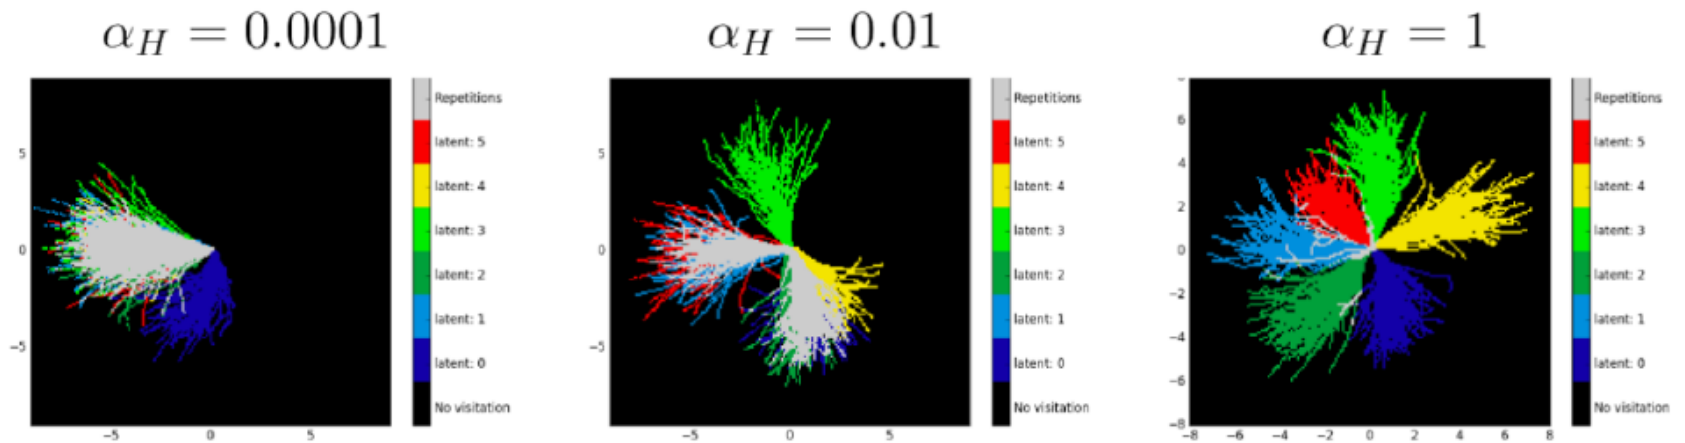 α_H = 0.0001
α_H = 0.01
α_H = 1
Repetitions
latent: 5
latent: 4
latent: 3
latent: 2
latent: 1
latent: 0
No visitation
5
0
−5
−5 0 5
Repetitions
latent: 5
latent: 4
latent: 3
latent: 2
latent: 1
latent: 0
No visitation
5
0
−5
−5 0 5
Repetitions
latent: 5
latent: 4
latent: 3
latent: 2
latent: 1
latent: 0
No visitation
6
4
2
0
−2
−4
−6
−8
−8 −6 −4 −2 0 2 4 6 8